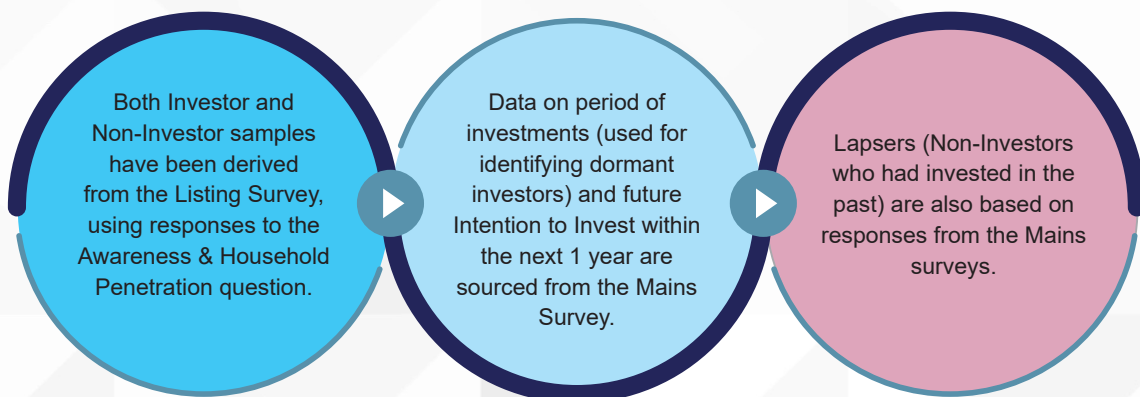 Both Investor and
Non-Investor samples
have been derived
from the Listing Survey,
using responses to the
Awareness & Household
Penetration question.
Data on period of
investments (used for
identifying dormant
investors) and future
Intention to Invest within
the next 1 year are
sourced from the Mains
Survey.
Lapsers (Non-Investors
who had invested in the
past) are also based on
responses from the Mains
surveys.